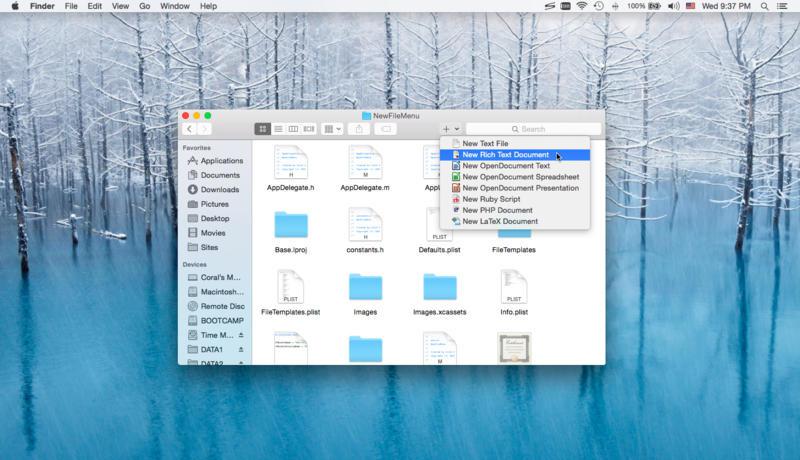 Finder File Edit View Go Window Help 100% Wed 9:37 PM
NewFileMenu
Search
Favorites
Applications
Documents
Downloads
Pictures
Desktop
Movies
Sites
Devices
Coral's M...
Macintosh...
Remote Disc
BOOTCAMP
Time M...
DATA1
DATA2
New Text File
New Rich Text Document
New OpenDocument Text
New OpenDocument Spreadsheet
New OpenDocument Presentation
New Ruby Script
New PHP Document
New LaTeX Document
H
M
AppDelegate.h AppDelegate.m
H
PLIST
Base.lproj constants.h Defaults.plist FileTemplates
PLIST
PLIST
FileTemplates.plist Images Images.xcassets Info.plist
M